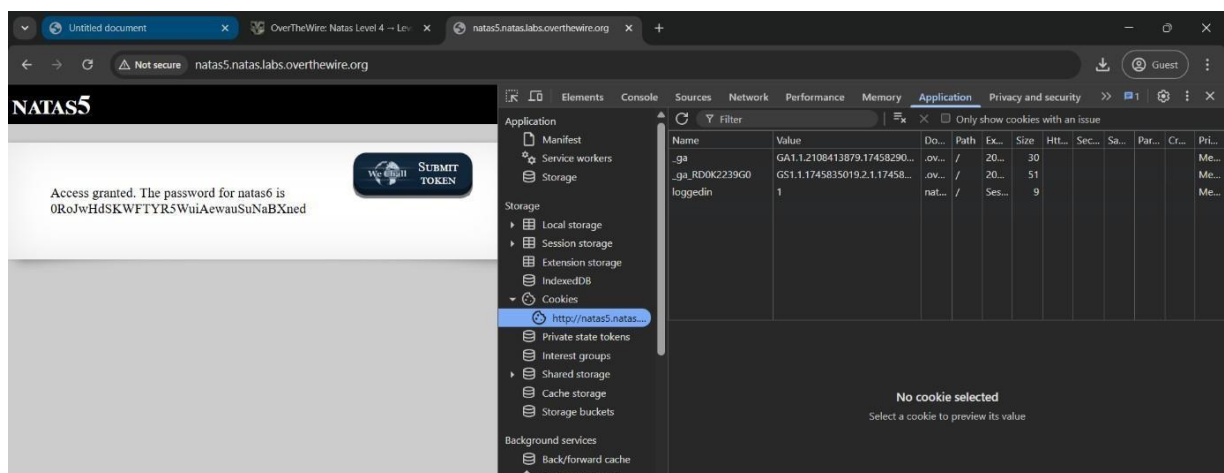 Untitled document
OverTheWire: Natas Level 4 → Lev
natas5.natas.labs.overthewire.org
Not secure natas5.natas.labs.overthewire.org
Guest
NATAS5
We Chall
SUBMIT
TOKEN
Access granted. The password for natas6 is
0RoJwHdSKWFTYR5WuiAewauSuNaBXned
Elements Console Sources Network Performance Memory Application Privacy and security 1
Application
Manifest
Service workers
Storage
Storage
Local storage
Session storage
Extension storage
IndexedDB
Cookies
http://natas5.natas....
Private state tokens
Interest groups
Shared storage
Cache storage
Storage buckets
Background services
Back/forward cache
Filter Only show cookies with an issue
Name Value Do... Path Ex... Size Htt... Sec... Sa... Par... Cr... Pri...
_ga GA1.1.2108413879.17458290... .ov... / 20... 30 Me...
_ga_RD0K2239G0 GS1.1.1745835019.2.1.17458... .ov... / 20... 51 Me...
loggedin 1 nat... / Ses... 9 Me...
No cookie selected
Select a cookie to preview its value